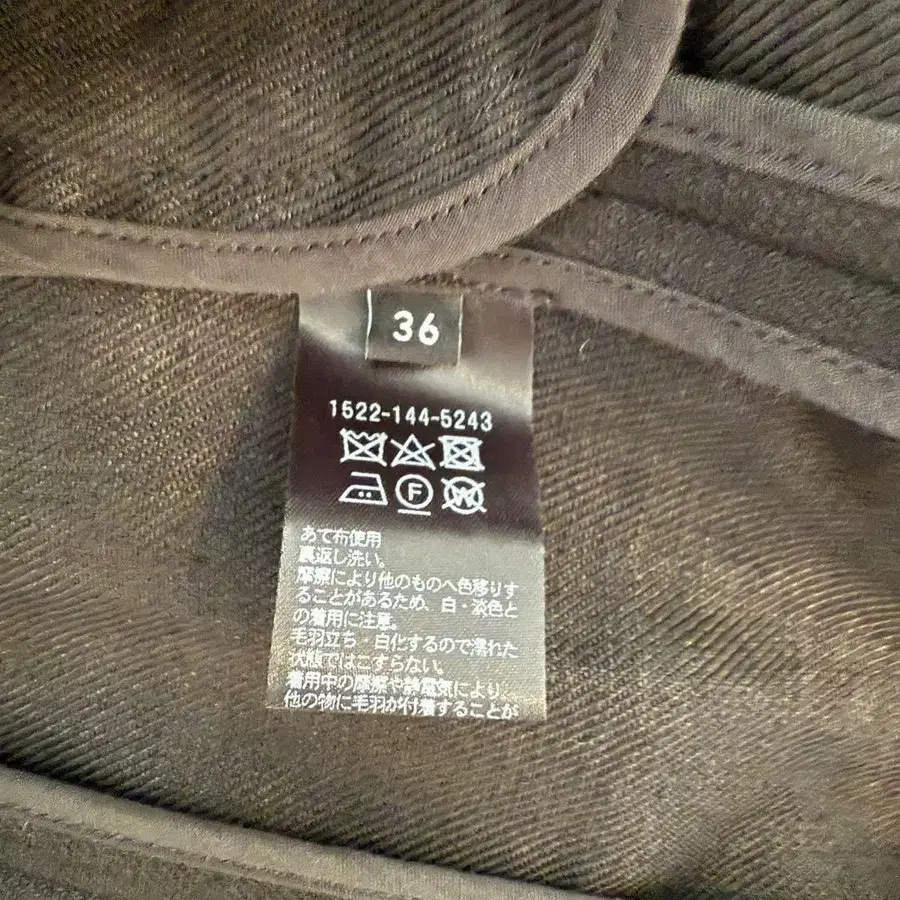 36
1522-144-5243
F W
あて布使用
裏返し洗い。
摩擦により他のものへ色移りす
ることがあるため、白・淡色と
の着用に注意。
毛羽立ち・白化するので濡れた
状態ではこすらない。
着用中の摩擦や静電気により、
他の物に毛羽が付着することが